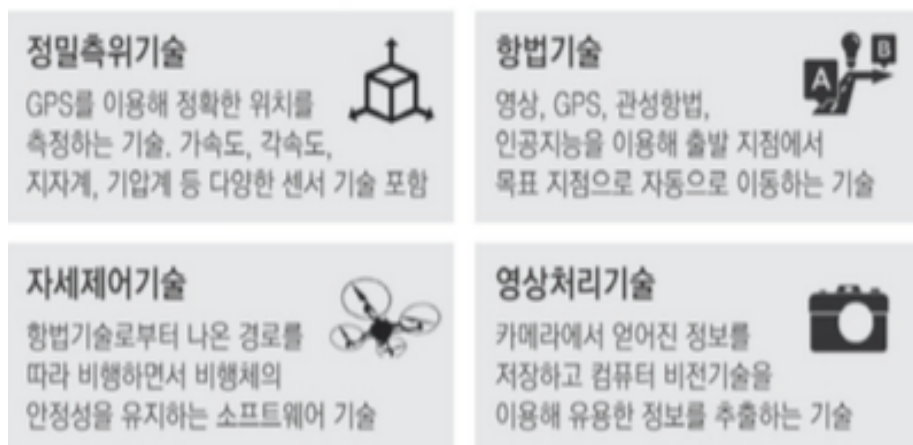 정밀측위기술
GPS를 이용해 정확한 위치를
측정하는 기술. 가속도, 각속도,
지자계, 기압계 등 다양한 센서 기술 포함
항법기술
영상, GPS, 관성항법,
인공지능을 이용해 출발 지점에서
목표 지점으로 자동으로 이동하는 기술
A
B
자세제어기술
항법기술로부터 나온 경로를
따라 비행하면서 비행체의
안정성을 유지하는 소프트웨어 기술
영상처리기술
카메라에서 얻어진 정보를
저장하고 컴퓨터 비전기술을
이용해 유용한 정보를 추출하는 기술